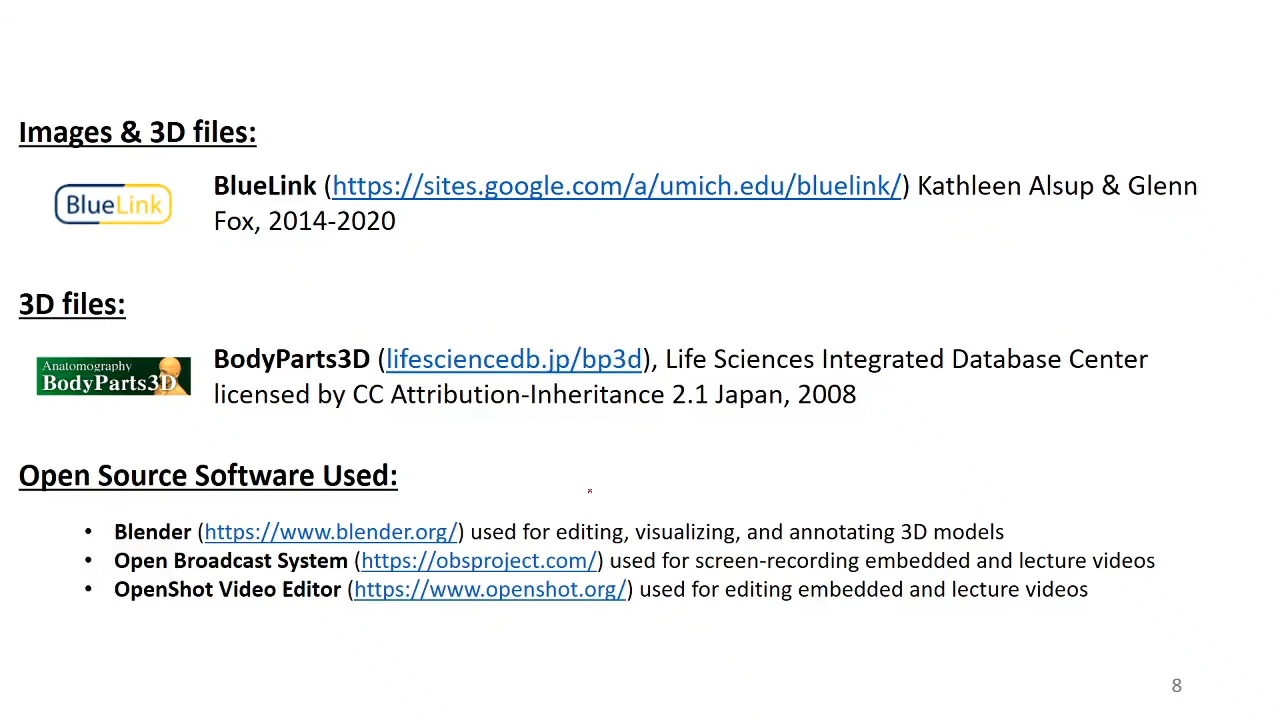 Images & 3D files:
BlueLink
BlueLink (https://sites.google.com/a/umich.edu/bluelink/) Kathleen Alsup & Glenn
Fox, 2014-2020
3D files:
Anatomography
BodyParts3D
BodyParts3D (lifesciencedb.jp/bp3d), Life Sciences Integrated Database Center
licensed by CC Attribution-Inheritance 2.1 Japan, 2008
Open Source Software Used:
• Blender (https://www.blender.org/) used for editing, visualizing, and annotating 3D models
• Open Broadcast System (https://obsproject.com/) used for screen-recording embedded and lecture videos
• OpenShot Video Editor (https://www.openshot.org/) used for editing embedded and lecture videos
8